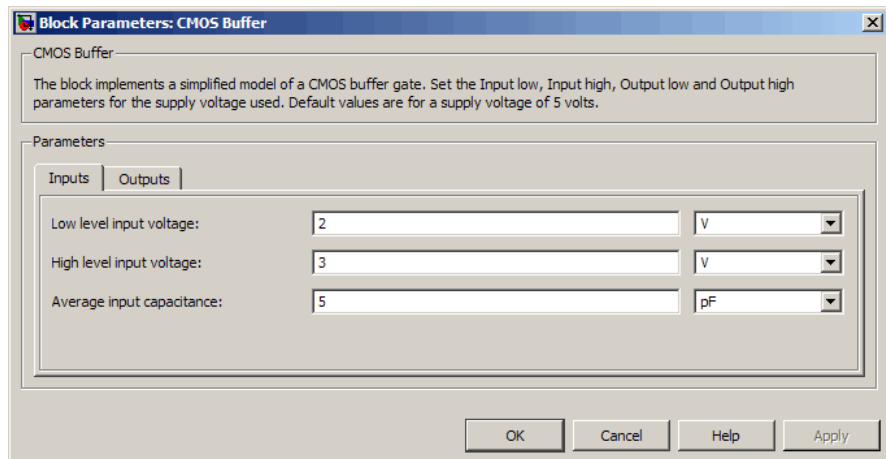 Block Parameters: CMOS Buffer
CMOS Buffer
The block implements a simplified model of a CMOS buffer gate. Set the Input low, Input high, Output low and Output high
parameters for the supply voltage used. Default values are for a supply voltage of 5 volts.
Parameters
Inputs Outputs
Low level input voltage: 2 V
High level input voltage: 3 V
Average input capacitance: 5 pF
OK Cancel Help Apply